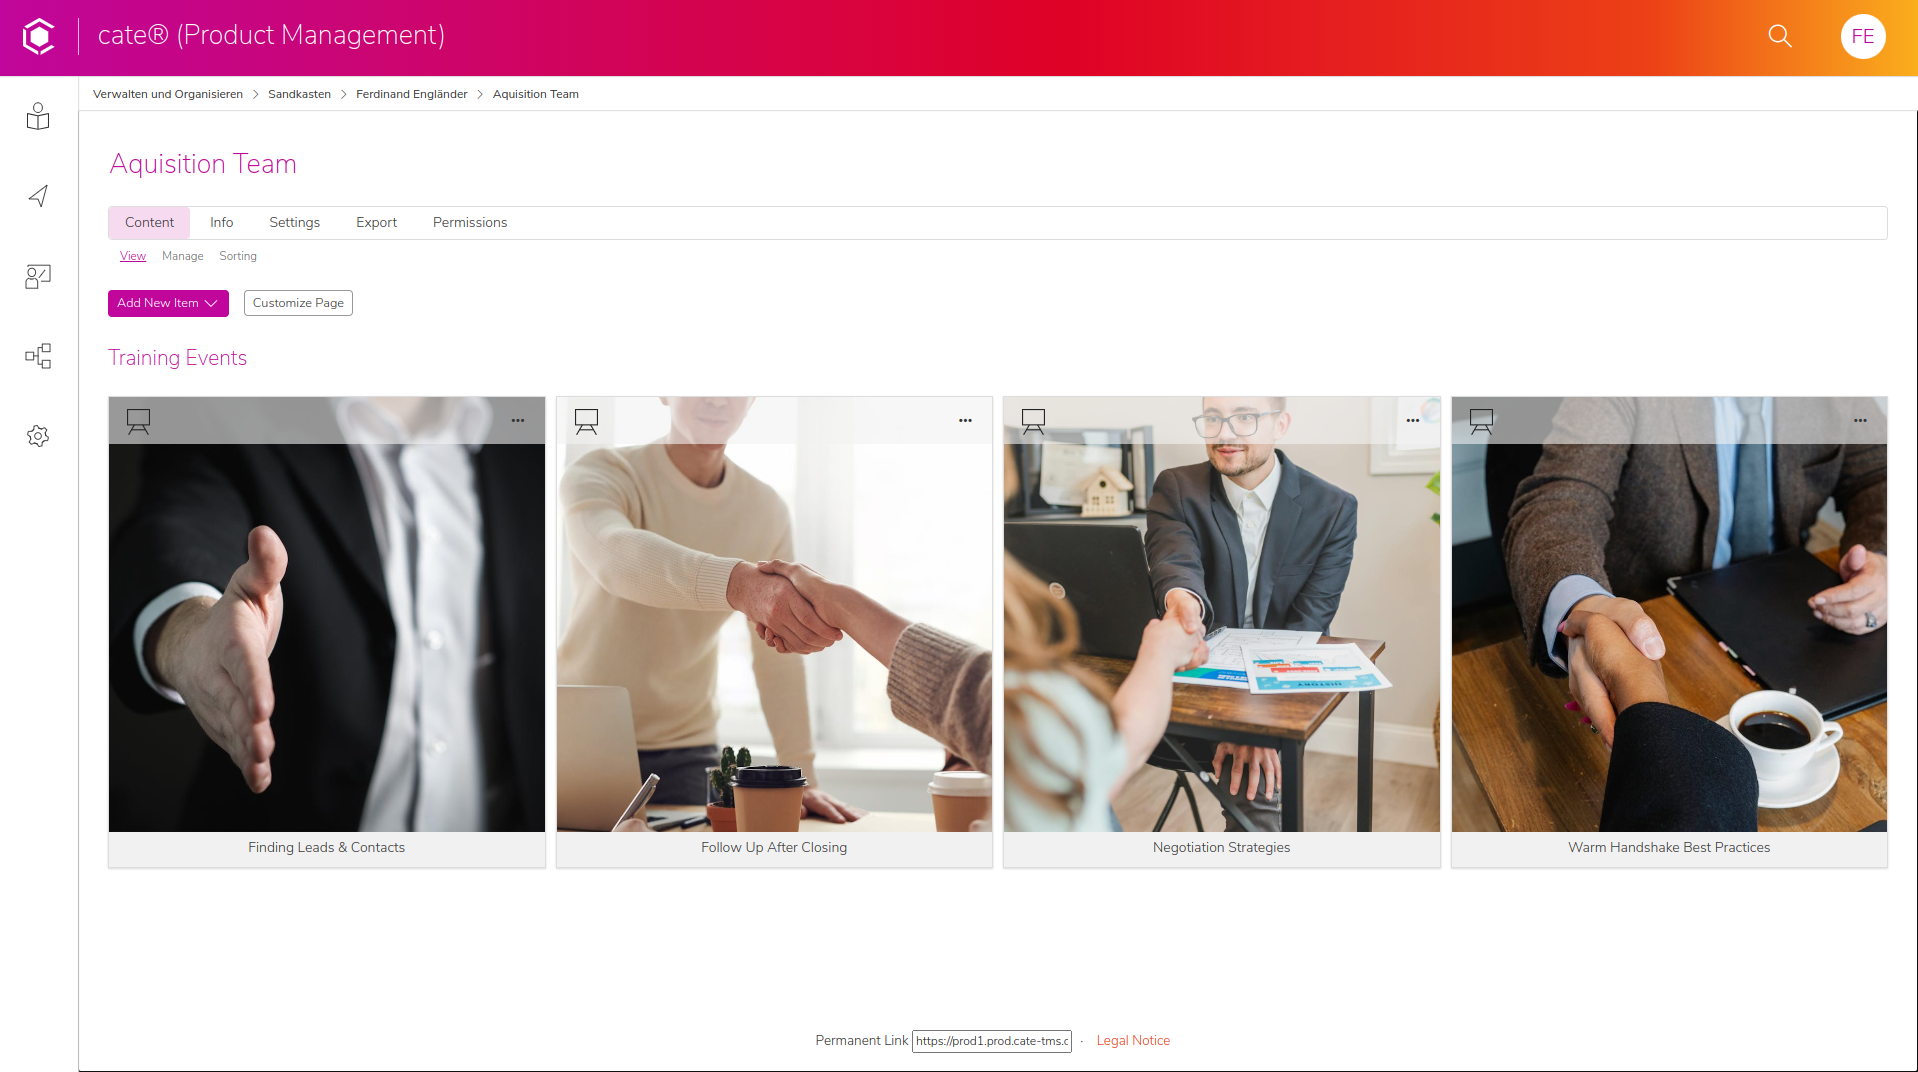 cate® (Product Management)
FE
Verwalten und Organisieren > Sandkasten > Ferdinand Engländer > Aquisition Team
Aquisition Team
Content Info Settings Export Permissions
View Manage Sorting
Add New Item Customize Page
Training Events
HISTORY
Finding Leads & Contacts
Follow Up After Closing
Negotiation Strategies
Warm Handshake Best Practices
Permanent Link https://prod1.prod.cate-tms.c · Legal Notice